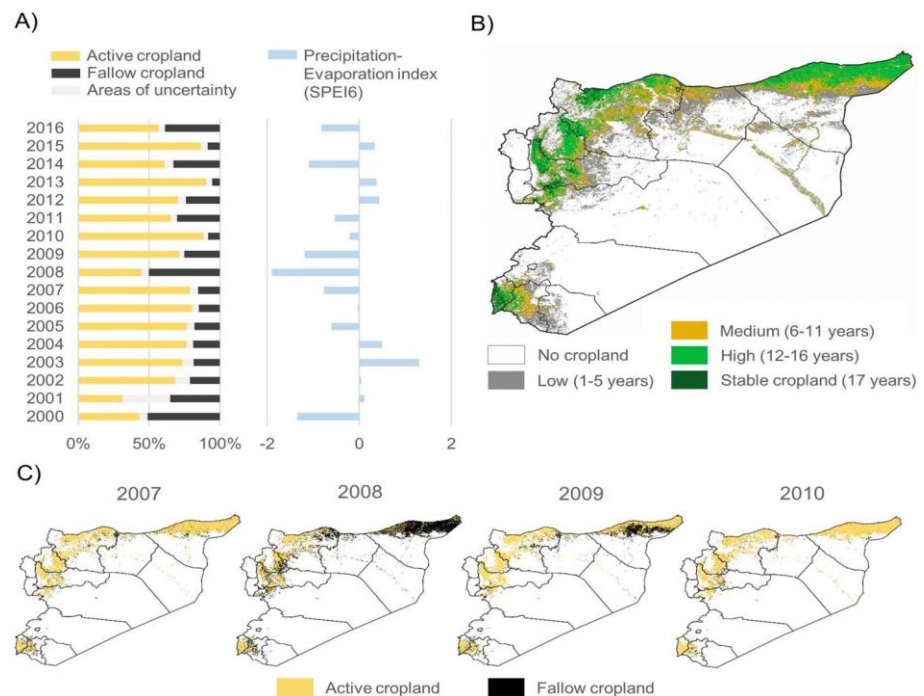 A)
Active cropland
Fallow cropland
Areas of uncertainty
Precipitation-
Evaporation index
(SPEI6)
2016
2015
2014
2013
2012
2011
2010
2009
2008
2007
2006
2005
2004
2003
2002
2001
2000
0% 50% 100%
-2 0 2
B)
No cropland
Low (1-5 years)
Medium (6-11 years)
High (12-16 years)
Stable cropland (17 years)
C)
2007 2008 2009 2010
Active cropland Fallow cropland